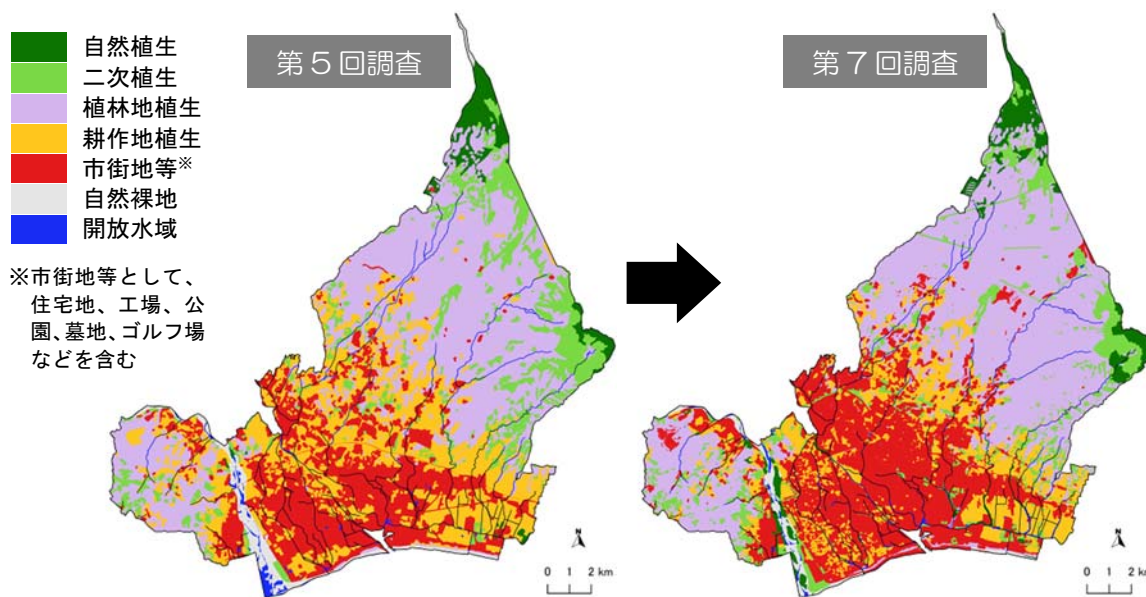 自然植生
二次植生
植林地植生
耕作地植生
市街地等※
自然裸地
開放水域
※市街地等として、
住宅地、工場、公
園、墓地、ゴルフ場
などを含む
第5回調査
N
0 1 2 km
第7回調査
N
0 1 2 km